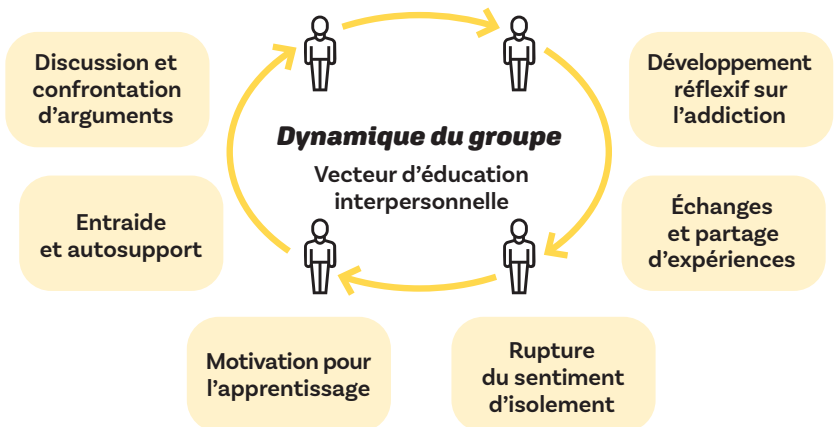 Discussion et
confrontation
d’arguments
Développement
réflexif sur
l’addiction
Dynamique du groupe
Vecteur d’éducation
interpersonnelle
Entraide
et autosupport
Échanges
et partage
d’expériences
Motivation pour
l’apprentissage
Rupture
du sentiment
d’isolement